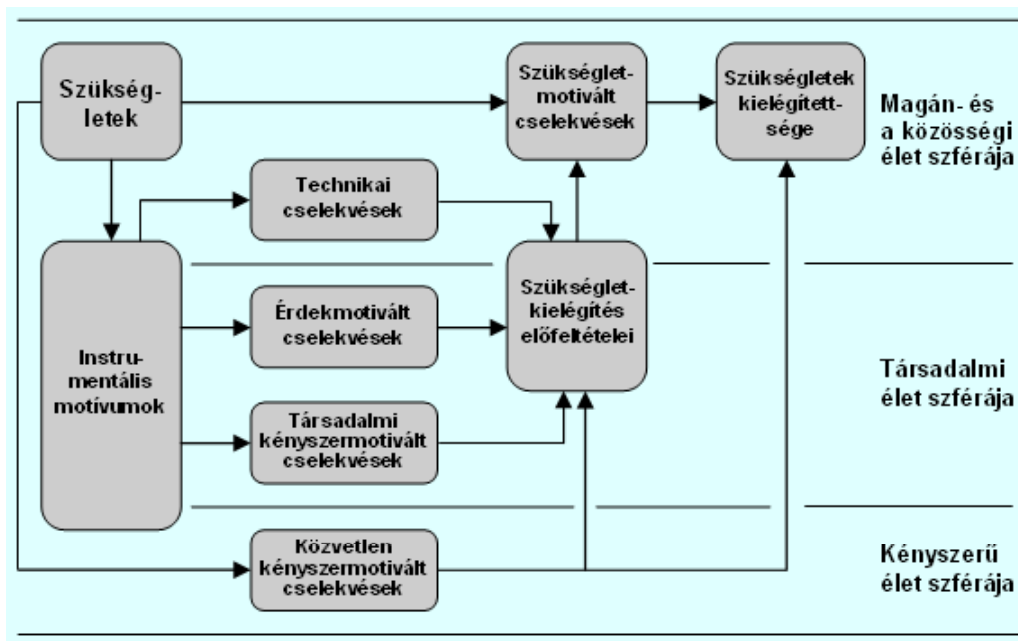 Szükség-
letek
Szükséglet-
motivált
cselekvések
Szükségletek
kielégített-
sége
Magán- és
a közösségi
élet szférája
Technikai
cselekvések
Instru-
mentális
motívumok
Érdekmotivált
cselekvések
Szükséglet-
kielégítés
előfeltételei
Társadalmi
élet szférája
Társadalmi
kényszermotivált
cselekvések
Közvetlen
kényszermotivált
cselekvések
Kényszerű
élet szférája